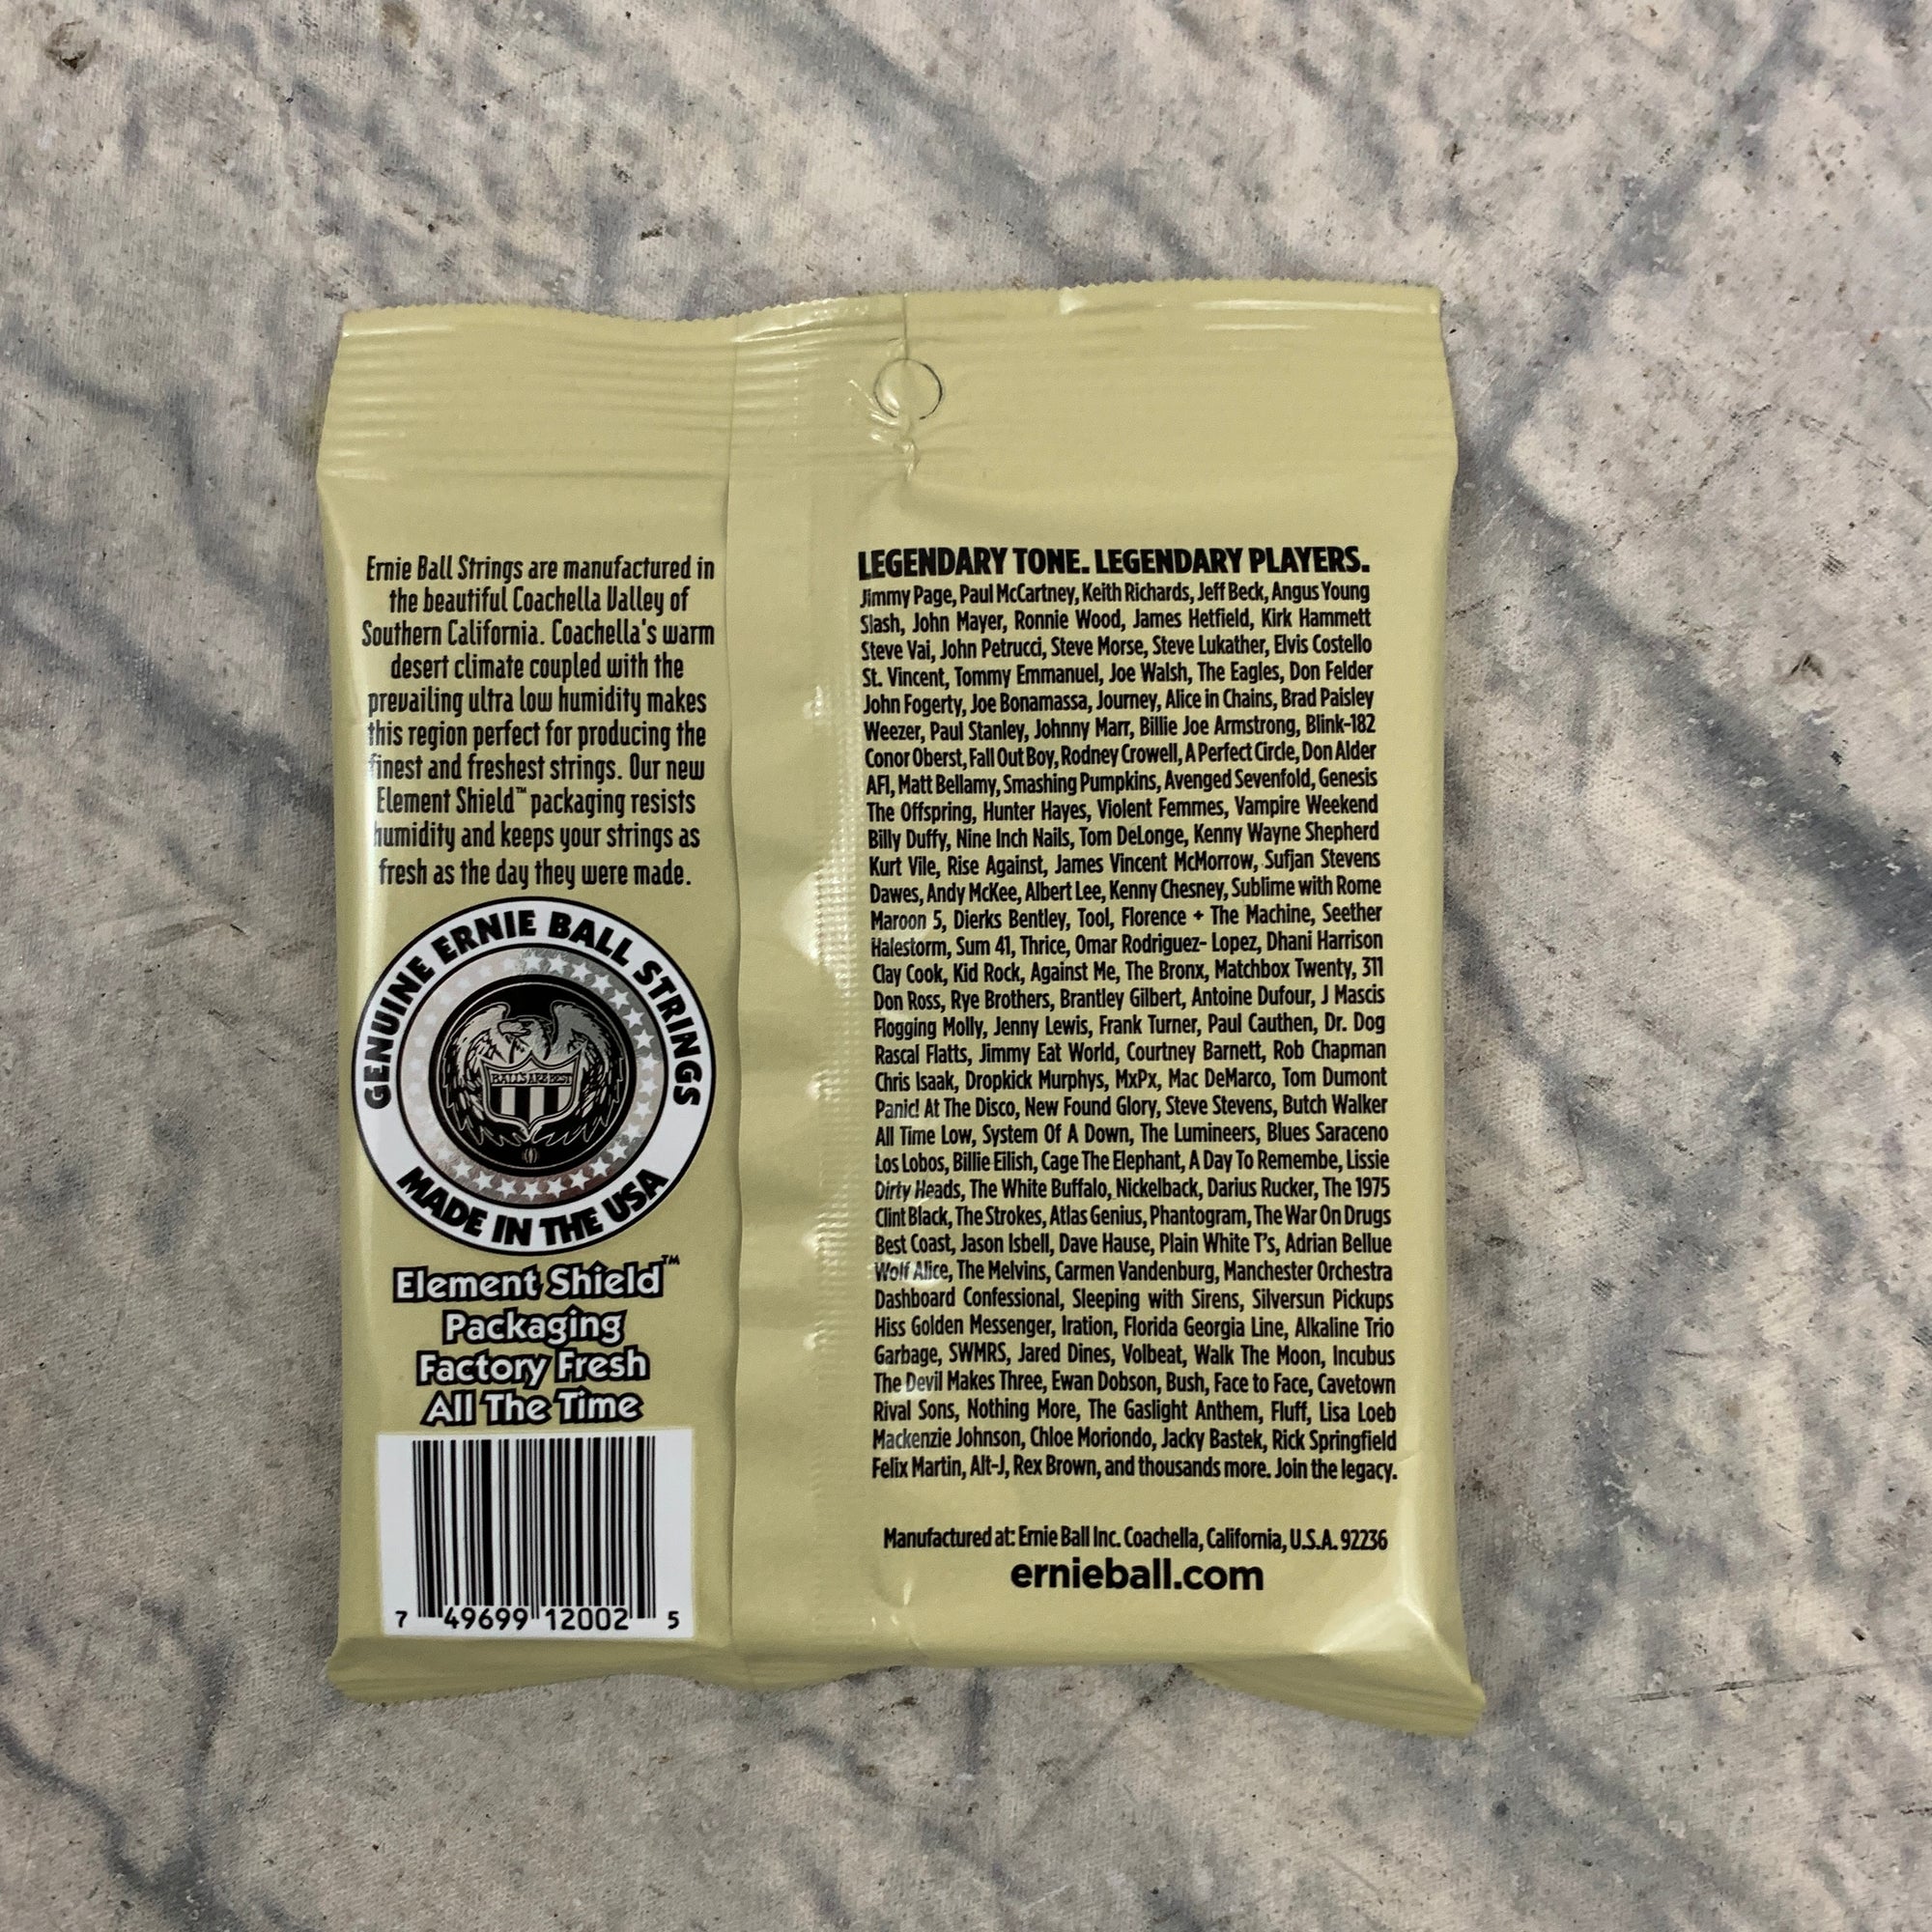 Ernie Ball Strings are manufactured in
the beautiful Coachella Valley of
Southern California. Coachella's warm
desert climate coupled with the
prevailing ultra low humidity makes
this region perfect for producing the
finest and freshest strings. Our new
Element Shield™ packaging resists
humidity and keeps your strings as
fresh as the day they were made.
GENUINE ERNIE BALL STRINGS
BALL'S ARE BEST
MADE IN THE USA
Element Shield™
Packaging
Factory Fresh
All The Time
7 49699 12002 5
LEGENDARY TONE. LEGENDARY PLAYERS.
Jimmy Page, Paul McCartney, Keith Richards, Jeff Beck, Angus Young
Slash, John Mayer, Ronnie Wood, James Hetfield, Kirk Hammett
Steve Vai, John Petrucci, Steve Morse, Steve Lukather, Elvis Costello
St. Vincent, Tommy Emmanuel, Joe Walsh, The Eagles, Don Felder
John Fogerty, Joe Bonamassa, Journey, Alice in Chains, Brad Paisley
Weezer, Paul Stanley, Johnny Marr, Billie Joe Armstrong, Blink-182
Conor Oberst, Fall Out Boy, Rodney Crowell, A Perfect Circle, Don Alder
AFI, Matt Bellamy, Smashing Pumpkins, Avenged Sevenfold, Genesis
The Offspring, Hunter Hayes, Violent Femmes, Vampire Weekend
Billy Duffy, Nine Inch Nails, Tom DeLonge, Kenny Wayne Shepherd
Kurt Vile, Rise Against, James Vincent McMorrow, Sufjan Stevens
Dawes, Andy McKee, Albert Lee, Kenny Chesney, Sublime with Rome
Maroon 5, Dierks Bentley, Tool, Florence + The Machine, Seether
Halestorm, Sum 41, Thrice, Omar Rodriguez- Lopez, Dhani Harrison
Clay Cook, Kid Rock, Against Me, The Bronx, Matchbox Twenty, 311
Don Ross, Rye Brothers, Brantley Gilbert, Antoine Dufour, J Mascis
Flogging Molly, Jenny Lewis, Frank Turner, Paul Cauthen, Dr. Dog
Rascal Flatts, Jimmy Eat World, Courtney Barnett, Rob Chapman
Chris Isaak, Dropkick Murphys, MxPx, Mac DeMarco, Tom Dumont
Panic! At The Disco, New Found Glory, Steve Stevens, Butch Walker
All Time Low, System Of A Down, The Lumineers, Blues Saraceno
Los Lobos, Billie Eilish, Cage The Elephant, A Day To Remembe, Lissie
Dirty Heads, The White Buffalo, Nickelback, Darius Rucker, The 1975
Clint Black, The Strokes, Atlas Genius, Phantogram, The War On Drugs
Best Coast, Jason Isbell, Dave Hause, Plain White T's, Adrian Bellue
Wolf Alice, The Melvins, Carmen Vandenburg, Manchester Orchestra
Dashboard Confessional, Sleeping with Sirens, Silversun Pickups
Hiss Golden Messenger, Iration, Florida Georgia Line, Alkaline Trio
Garbage, SWMRS, Jared Dines, Volbeat, Walk The Moon, Incubus
The Devil Makes Three, Ewan Dobson, Bush, Face to Face, Cavetown
Rival Sons, Nothing More, The Gaslight Anthem, Fluff, Lisa Loeb
Mackenzie Johnson, Chloe Moriondo, Jacky Bastek, Rick Springfield
Felix Martin, Alt-J, Rex Brown, and thousands more. Join the legacy.
Manufactured at: Ernie Ball Inc. Coachella, California, U.S.A. 92236
ernieball.com